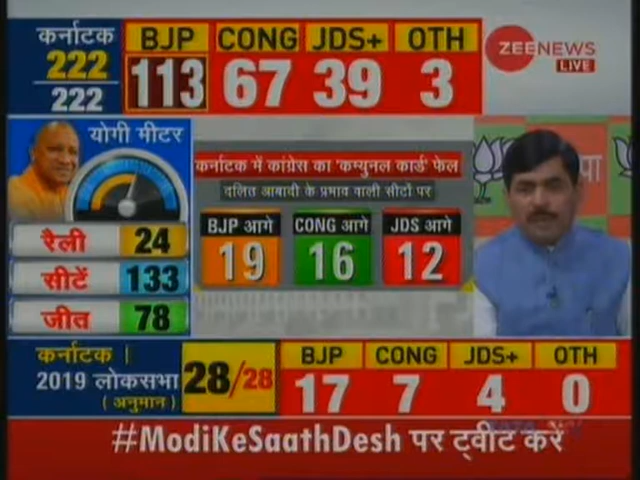 कर्नाटक
222
222
BJP CONG JDS+ OTH
113 67 39 3
ZEE NEWS
LIVE
योगी मीटर
रैली 24
सीटें 133
जीत 78
कर्नाटक में कांग्रेस का 'कम्युनल कार्ड' फेल
दलित आबादी के प्रभाव वाली सीटों पर
BJP आगे CONG आगे JDS आगे
19 16 12
पा
कर्नाटक |
2019 लोकसभा
(अनुमान)
28/28
BJP CONG JDS+ OTH
17 7 4 0
#ModiKeSaathDesh पर ट्वीट करें